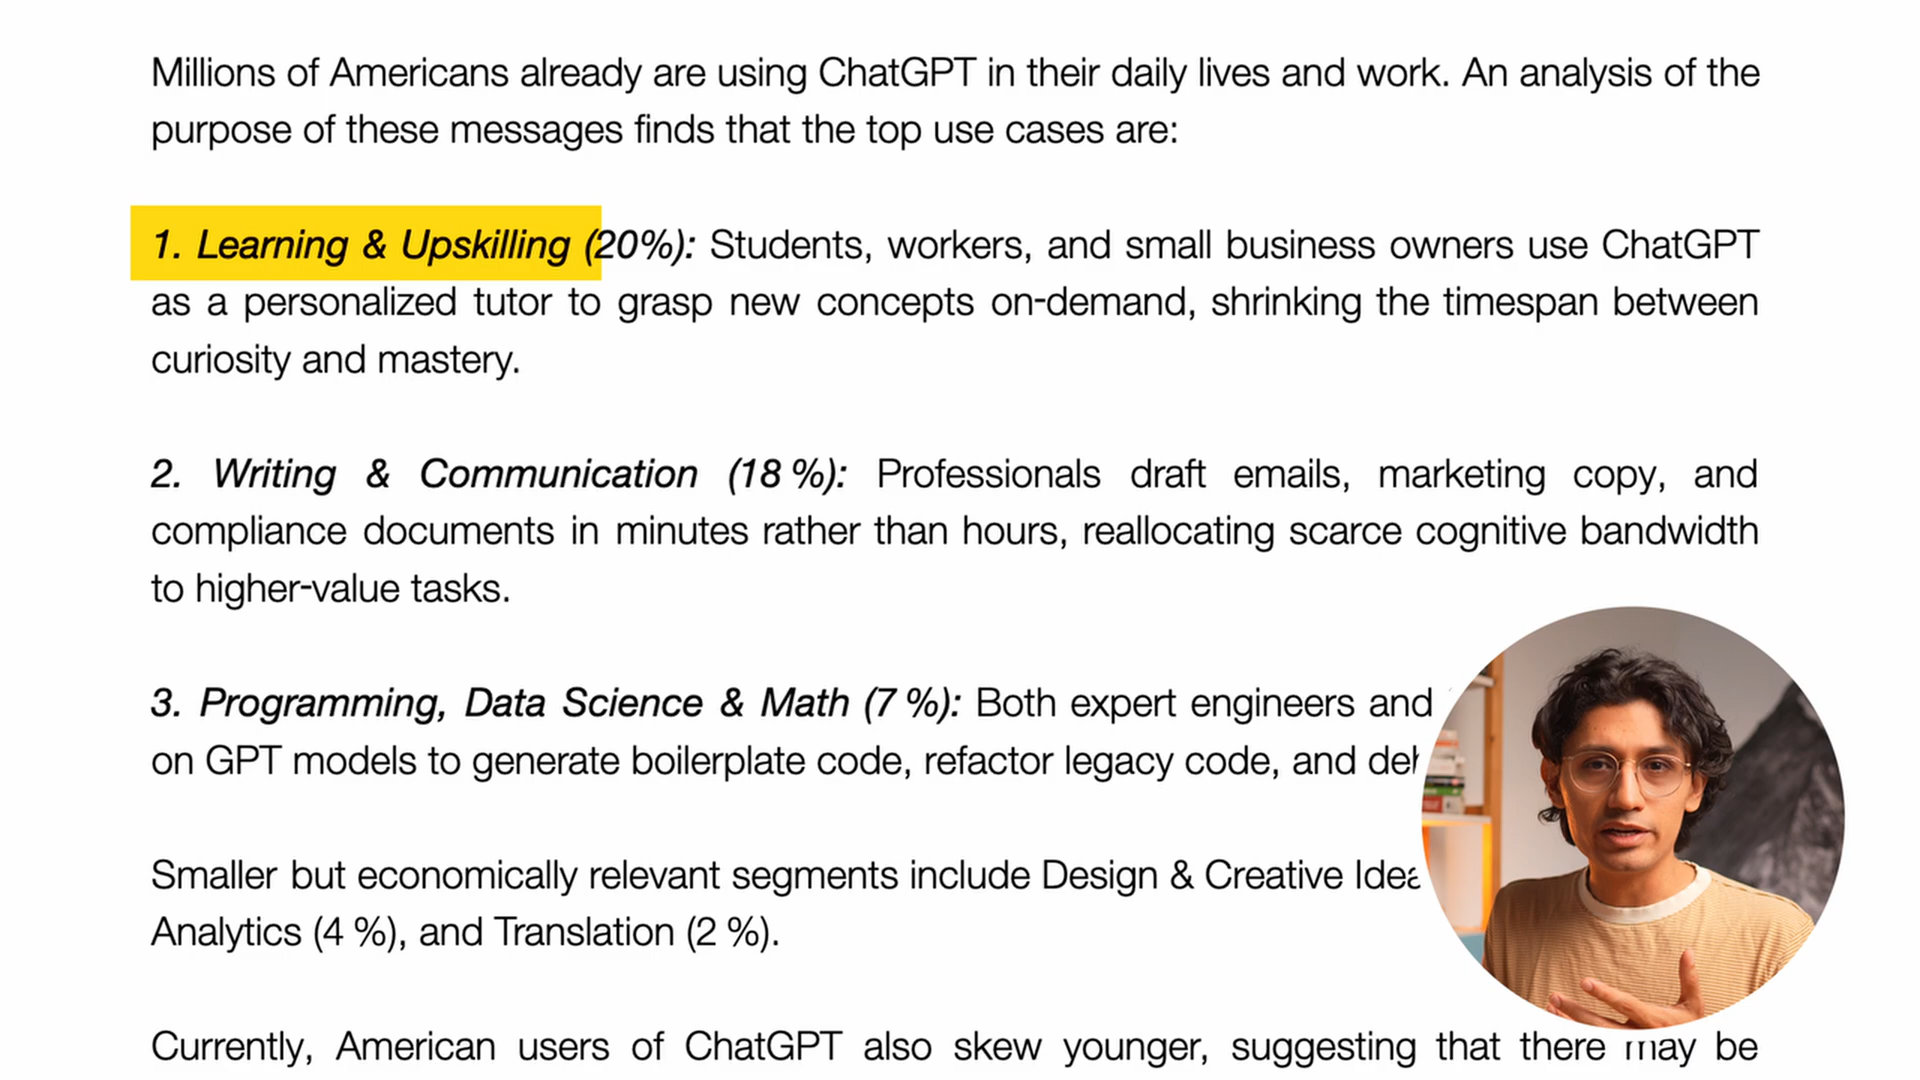 Millions of Americans already are using ChatGPT in their daily lives and work. An analysis of the
purpose of these messages finds that the top use cases are:
1. Learning & Upskilling (20%): Students, workers, and small business owners use ChatGPT
as a personalized tutor to grasp new concepts on-demand, shrinking the timespan between
curiosity and mastery.
2. Writing & Communication (18 %): Professionals draft emails, marketing copy, and
compliance documents in minutes rather than hours, reallocating scarce cognitive bandwidth
to higher-value tasks.
3. Programming, Data Science & Math (7 %): Both expert engineers and
on GPT models to generate boilerplate code, refactor legacy code, and
Smaller but economically relevant segments include Design & Creative
Analytics (4 %), and Translation (2 %).
Currently, American users of ChatGPT also skew younger, suggesting that there may be